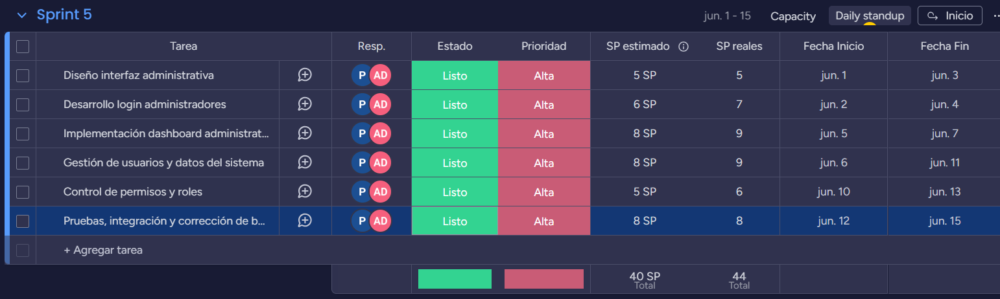 Sprint 5 jun. 1 - 15 Capacity Daily standup Inicio
Tarea Resp. Estado Prioridad SP estimado SP reales Fecha Inicio Fecha Fin
Diseño interfaz administrativa P AD Listo Alta 5 SP 5 jun. 1 jun. 3
Desarrollo login administradores P AD Listo Alta 6 SP 7 jun. 2 jun. 4
Implementación dashboard administrat... P AD Listo Alta 8 SP 9 jun. 5 jun. 7
Gestión de usuarios y datos del sistema P AD Listo Alta 8 SP 9 jun. 6 jun. 11
Control de permisos y roles P AD Listo Alta 5 SP 6 jun. 10 jun. 13
Pruebas, integración y corrección de b... P AD Listo Alta 8 SP 8 jun. 12 jun. 15
+ Agregar tarea
40 SP 44
Total Total